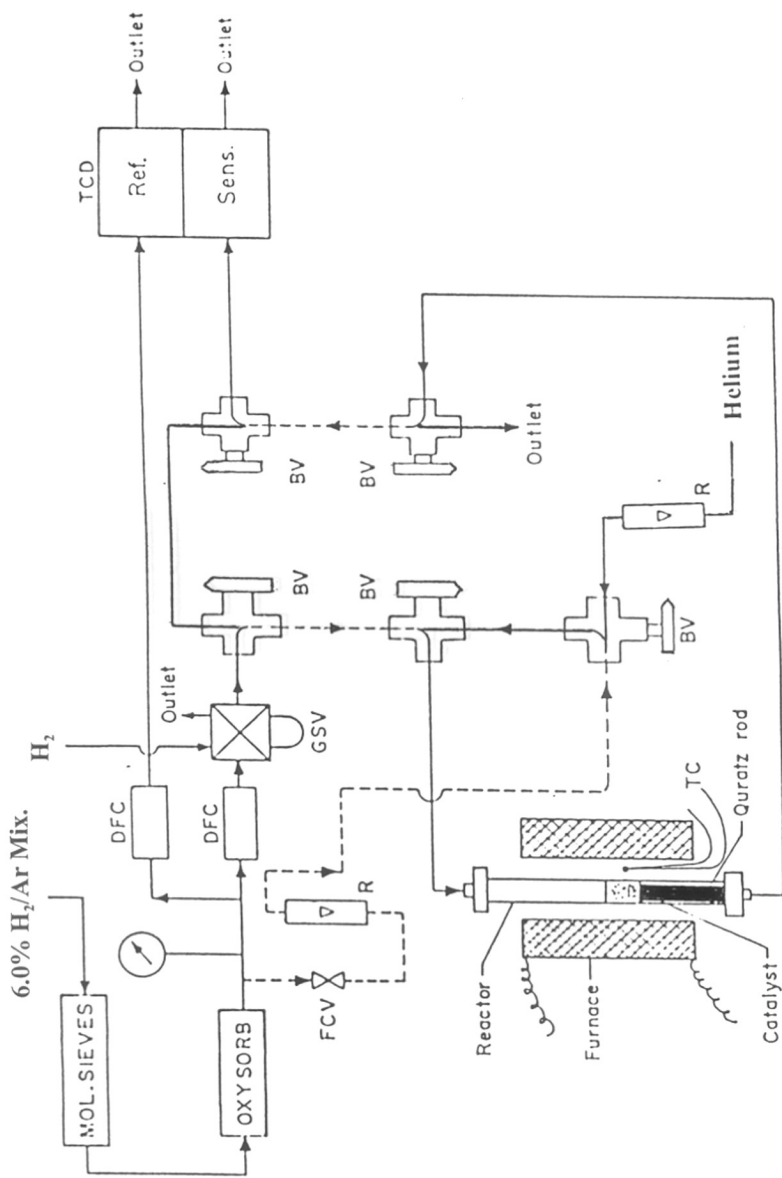 6.0% H₂/Ar Mix.
MOL.SIEVES
OXYSORB
H₂
DFC
DFC
Outlet
GSV
FCV
R
TCD
Ref.
Sens.
Outlet
Outlet
BV
BV
BV
BV
BV
Outlet
R
Helium
Reactor
Furnace
Catalyst
TC
Quratz rod